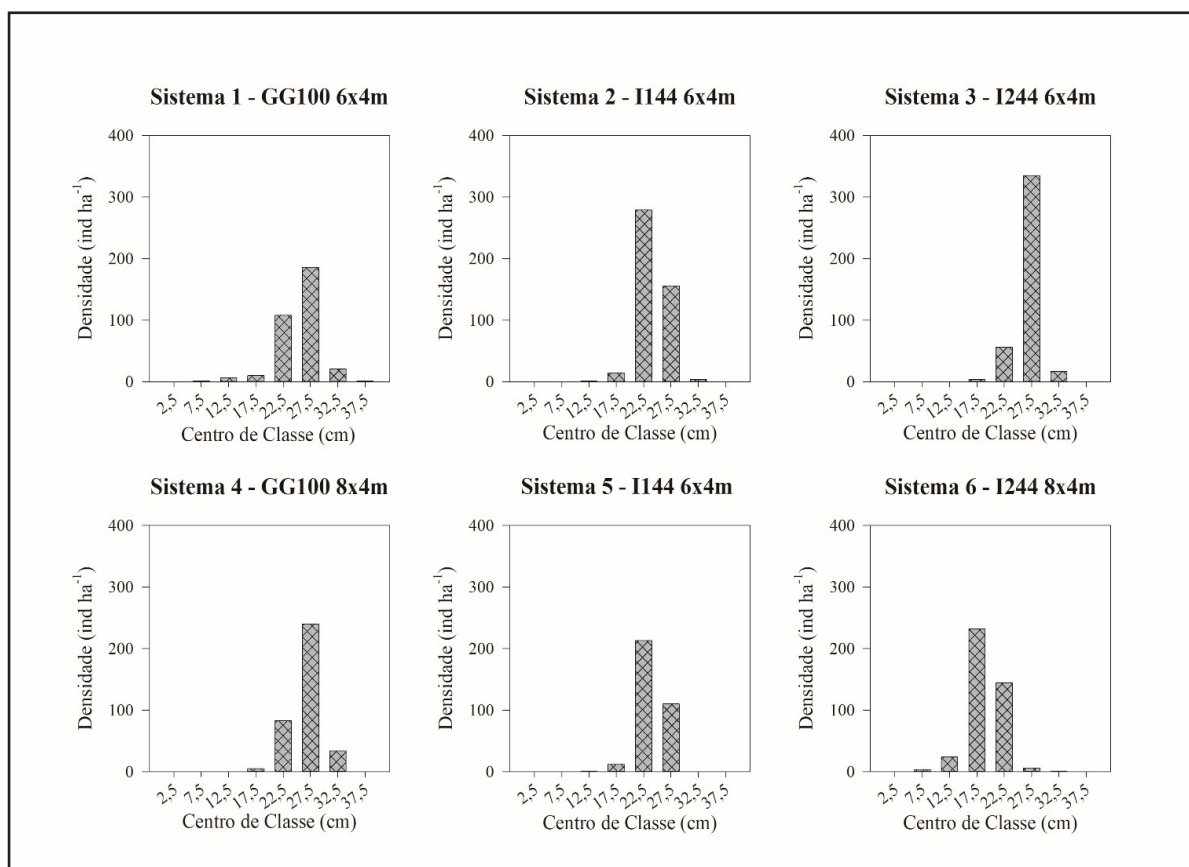 Sistema 1 - GG100 6x4m
400
300
200
100
0
Densidade (ind ha-1)
2,5 7,5 12,5 17,5 22,5 27,5 32,5 37,5
Centro de Classe (cm)
Sistema 2 - I144 6x4m
400
300
200
100
0
Densidade (ind ha-1)
2,5 7,5 12,5 17,5 22,5 27,5 32,5 37,5
Centro de Classe (cm)
Sistema 3 - I244 6x4m
400
300
200
100
0
Densidade (ind ha-1)
2,5 7,5 12,5 17,5 22,5 27,5 32,5 37,5
Centro de Classe (cm)
Sistema 4 - GG100 8x4m
400
300
200
100
0
Densidade (ind ha-1)
2,5 7,5 12,5 17,5 22,5 27,5 32,5 37,5
Centro de Classe (cm)
Sistema 5 - I144 6x4m
400
300
200
100
0
Densidade (ind ha-1)
2,5 7,5 12,5 17,5 22,5 27,5 32,5 37,5
Centro de Classe (cm)
Sistema 6 - I244 8x4m
400
300
200
100
0
Densidade (ind ha-1)
2,5 7,5 12,5 17,5 22,5 27,5 32,5 37,5
Centro de Classe (cm)